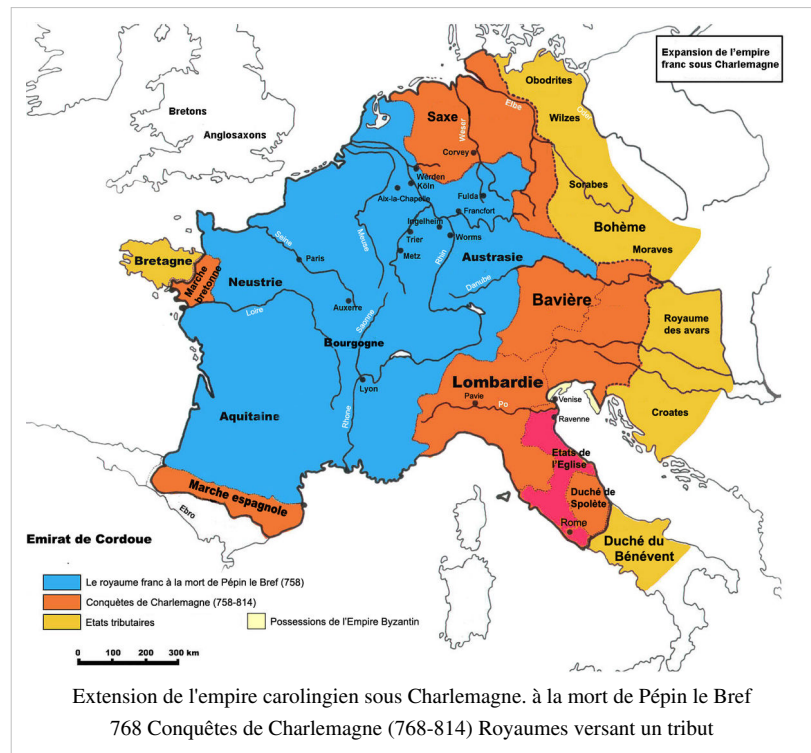 Expansion de l'empire
franc sous Charlemagne
Obodrites
Wilzes
Oder
Elbe
Bretons
Anglosaxons
Saxe
Weser
Corvey
Werden
Köln
Aix-la-Chapelle
Fulda
Sorabes
Francfort
Ingelheim
Bohème
Trier
Worms
Moraves
Metz
Rhin
Austrasie
Meuse
Seine
Paris
Bretagne
Marche
bretonne
Neustrie
Danube
Bavière
Auxerre
Loire
Saonne
Bourgogne
Royaume
des avars
Lombardie
Lyon
Pavie
Po
Venise
Ravenne
Croates
Aquitaine
Rhone
Etats de
l'Eglise
Duché de
Spolète
Marche espagnole
Ebro
Rome
Emirat de Cordoue
Duché du
Bénévent
Le royaume franc à la mort de Pépin le Bref (758)
Conquêtes de Charlemagne (758-814)
Etats tributaires
Possessions de l'Empire Byzantin
0 100 200 300 km
Extension de l'empire carolingien sous Charlemagne. à la mort de Pépin le Bref
768 Conquêtes de Charlemagne (768-814) Royaumes versant un tribut